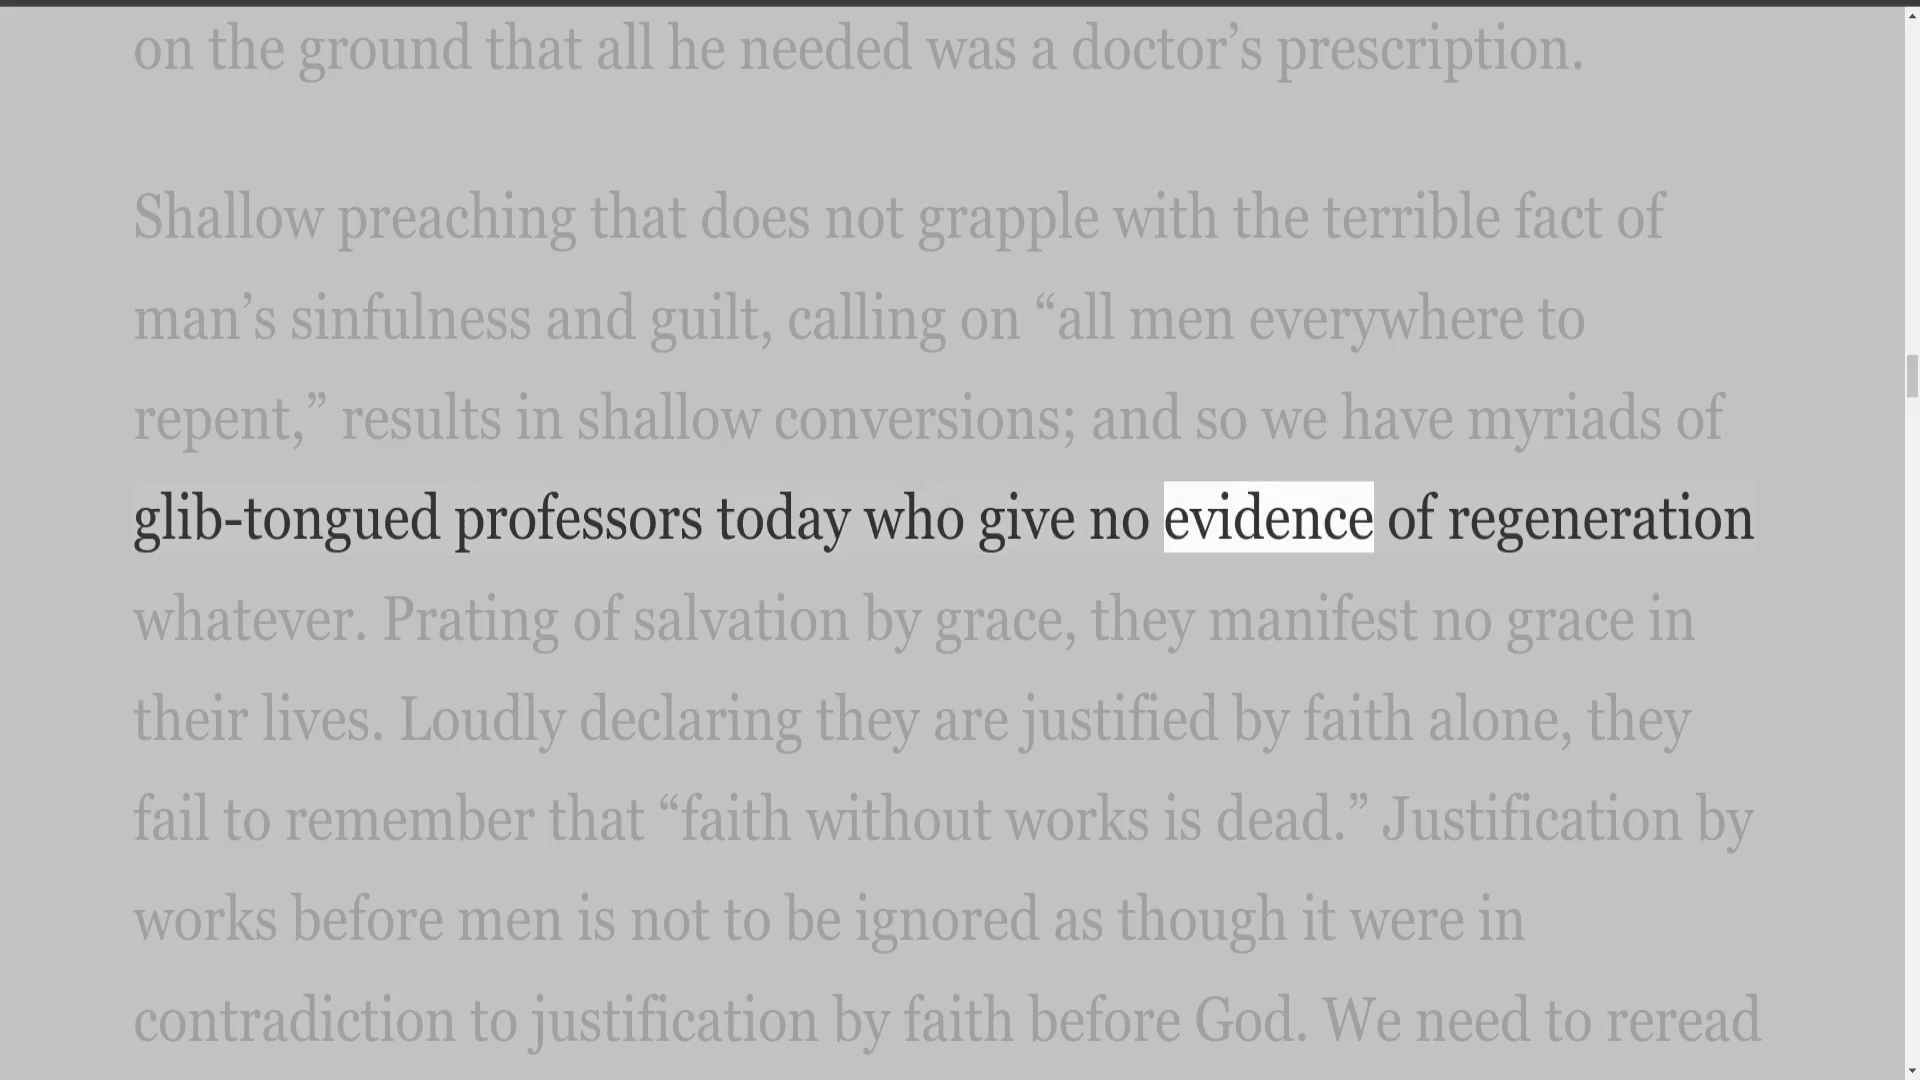 on the ground that all he needed was a doctor’s prescription.
Shallow preaching that does not grapple with the terrible fact of
man’s sinfulness and guilt, calling on “all men everywhere to
repent,” results in shallow conversions; and so we have myriads of
glib-tongued professors today who give no evidence of regeneration
whatever. Prating of salvation by grace, they manifest no grace in
their lives. Loudly declaring they are justified by faith alone, they
fail to remember that “faith without works is dead.” Justification by
works before men is not to be ignored as though it were in
contradiction to justification by faith before God. We need to reread